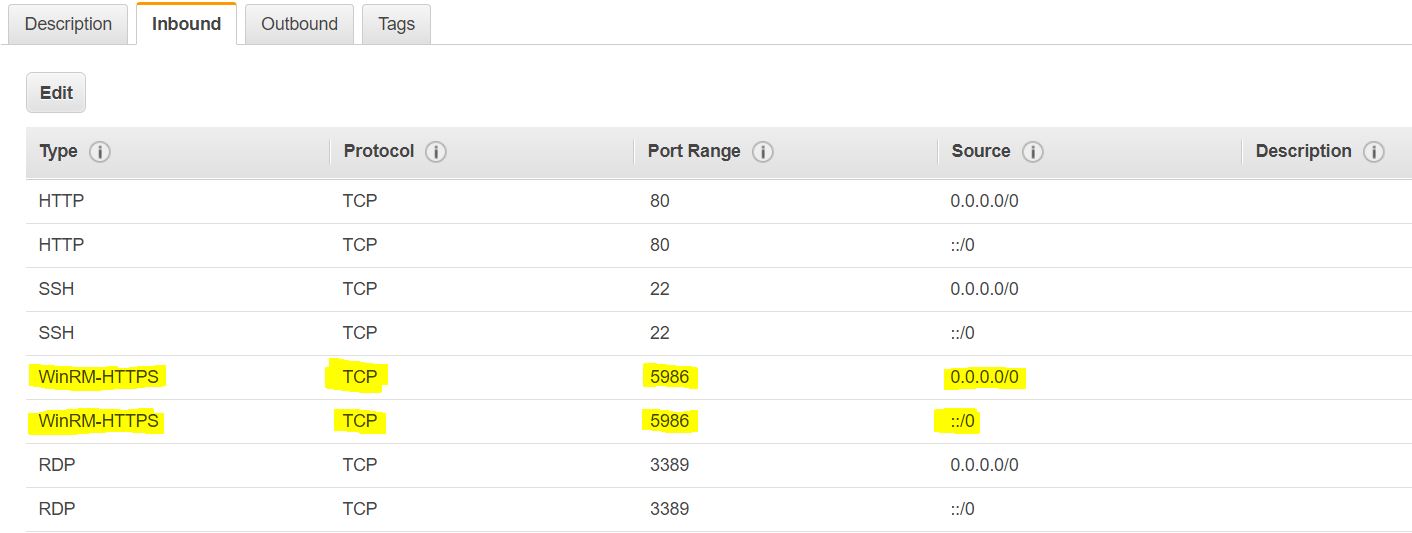 Description Inbound Outbound Tags
Edit
Type i Protocol i Port Range i Source i Description i
HTTP TCP 80 0.0.0.0/0
HTTP TCP 80 ::/0
SSH TCP 22 0.0.0.0/0
SSH TCP 22 ::/0
WinRM-HTTPS TCP 5986 0.0.0.0/0
WinRM-HTTPS TCP 5986 ::/0
RDP TCP 3389 0.0.0.0/0
RDP TCP 3389 ::/0